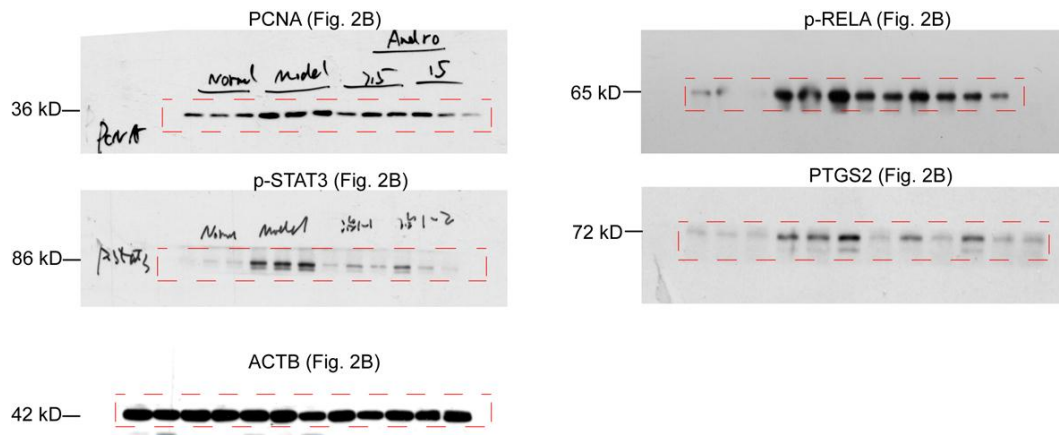 PCNA (Fig. 2B)
Andro
Normal Model 7.5 15
36 kD
PCNA
p-STAT3 (Fig. 2B)
Normal Model
86 kD
p-STAT3
ACTB (Fig. 2B)
42 kD
p-RELA (Fig. 2B)
65 kD
PTGS2 (Fig. 2B)
72 kD